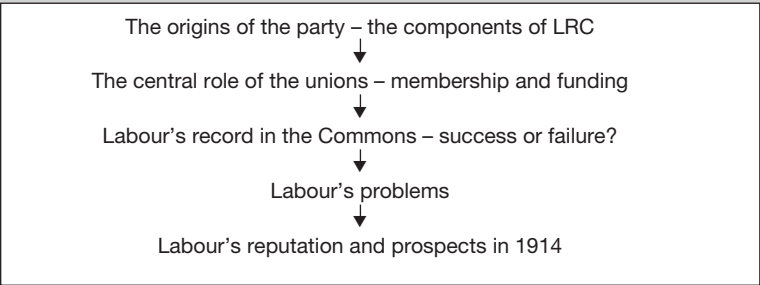 The origins of the party – the components of LRC
The central role of the unions – membership and funding
Labour's record in the Commons – success or failure?
Labour's problems
Labour's reputation and prospects in 1914